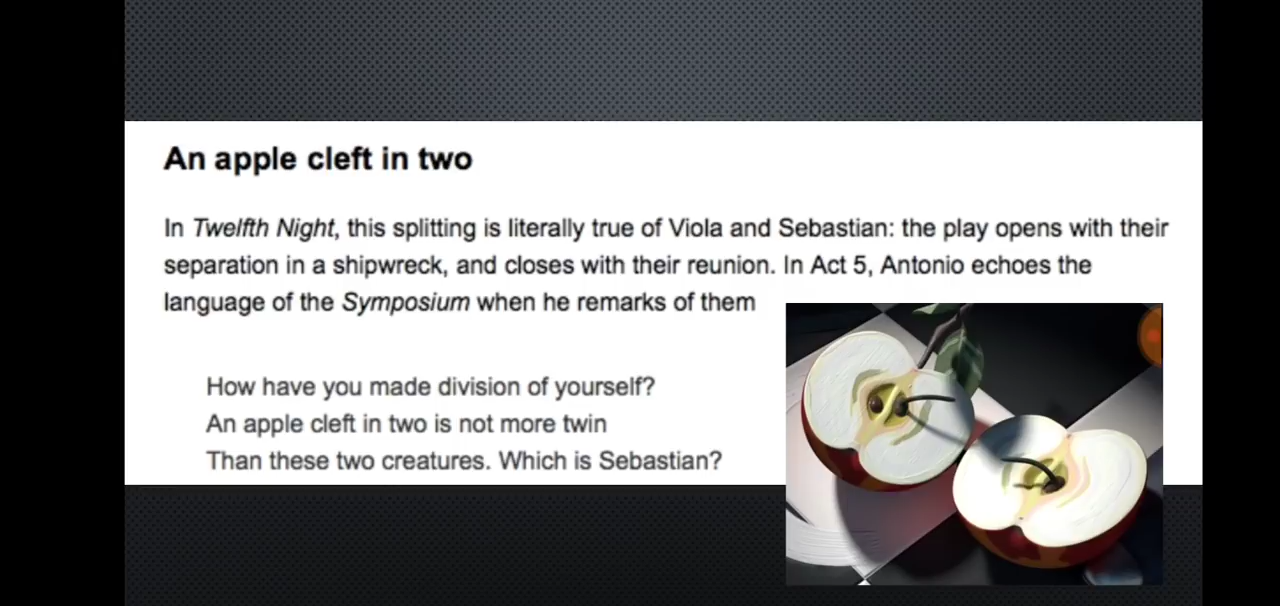 An apple cleft in two
In Twelfth Night, this splitting is literally true of Viola and Sebastian: the play opens with their
separation in a shipwreck, and closes with their reunion. In Act 5, Antonio echoes the
language of the Symposium when he remarks of them
How have you made division of yourself?
An apple cleft in two is not more twin
Than these two creatures. Which is Sebastian?